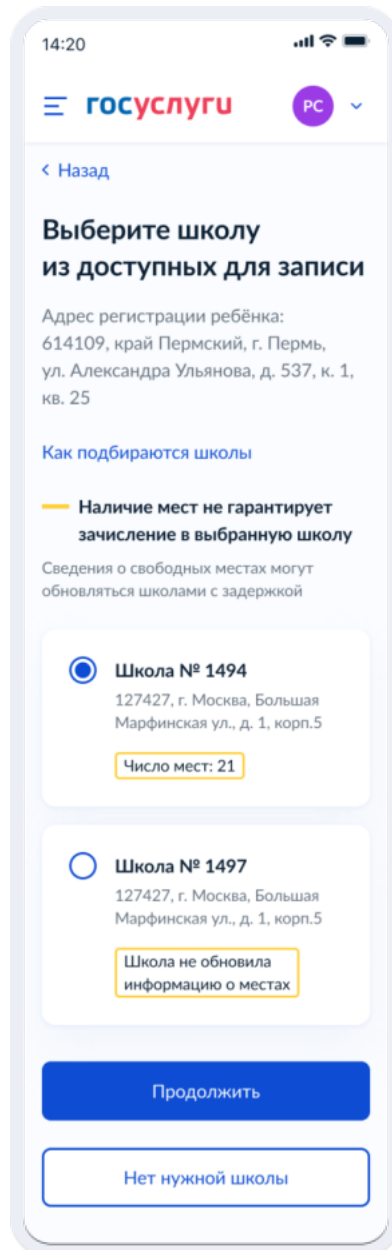 14:20
госуслуги
РС
Назад
Выберите школу
из доступных для записи
Адрес регистрации ребёнка:
614109, край Пермский, г. Пермь,
ул. Александра Ульянова, д. 537, к. 1,
кв. 25
Как подбираются школы
Наличие мест не гарантирует
зачисление в выбранную школу
Сведения о свободных местах могут
обновляться школами с задержкой
Школа № 1494
127427, г. Москва, Большая
Марфинская ул., д. 1, корп.5
Число мест: 21
Школа № 1497
127427, г. Москва, Большая
Марфинская ул., д. 1, корп.5
Школа не обновила
информацию о местах
Продолжить
Нет нужной школы